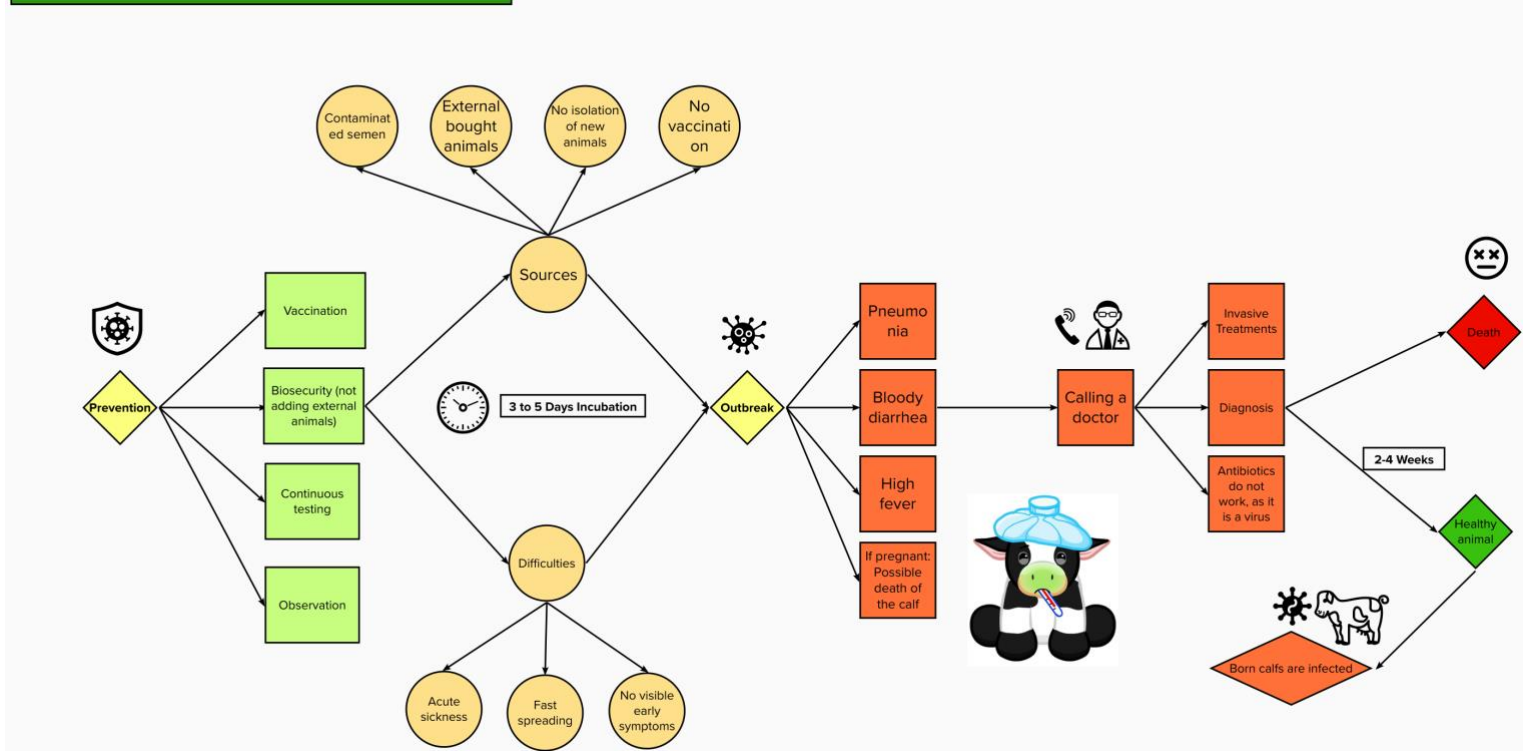 Contaminat
ed semen
External
bought
animals
No isolation
of new
animals
No
vaccinati
on
Sources
Prevention
Vaccination
Biosecurity (not
adding external
animals)
Continuous
testing
Observation
3 to 5 Days Incubation
Difficulties
Acute
sickness
Fast
spreading
No visible
early
symptoms
Outbreak
Pneumo
nia
Bloody
diarrhea
High
fever
If pregnant:
Possible
death of
the calf
Calling a
doctor
Invasive
Treatments
Diagnosis
Antibiotics
do not
work, as it
is a virus
Death
2-4 Weeks
Healthy
animal
Born calfs are infected